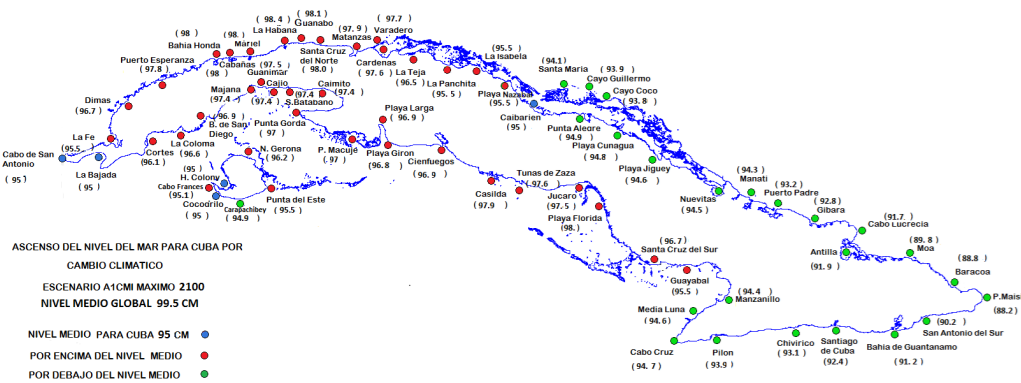 ( 98. 4 )
La Habana
( 98.1 )
Guanabo
( 97. 9 )
Matanzas
( 97.7 )
Varadero
( 98 )
Bahia Honda
( 98. )
Máriel
Cabañas
(98 )
Santa Cruz
del Norte
( 98.0 )
Cardenas
( 97. 6 )
La Teja
( 96.5 )
(95.5 )
La Isabela
La Panchita
( 95. 5 )
Playa Nazabal
( 95.5 )
Caibarien
( 95 )
(94.1)
Santa Maria
( 93. 9 )
Cayo Guillermo
Cayo Coco
( 93. 8 )
Punta Alegre
( 94.9 )
Playa Cunagua
( 94.8 )
Playa Jiguey
( 94.6 )
Nuevitas
( 94.5 )
( 94.3 )
Manati
( 93.2 )
Puerto Padre
( 92.8 )
Gibara
(91.7)
Cabo Lucrecia
Antilla
( 91. 9 )
(89. 8 )
Moa
( 88.8 )
Baracoa
P.Maisi
(88.2 )
(90.2 )
San Antonio del Sur
Bahia de Guantanamo
( 91. 2 )
Santiago
de Cuba
(92.4)
Chivirico
( 93.1 )
Pilon
( 93.9 )
Cabo Cruz
( 94. 7 )
Media Luna
( 94.6 )
( 94.4 )
Manzanillo
Guayabal
( 95.5 )
( 96.7 )
Santa Cruz del Sur
Playa Florida
( 98. )
Jucaro
( 97.5 )
Tunas de Zaza
( 97.6 )
Casilda
( 97.9 )
Cienfuegos
( 96.9 )
Playa Giron
( 96.8 )
Playa Larga
( 96.9 )
P. Macujé
( 97 )
Punta Gorda
( 97 )
S.Batabano
( 97.4
Caimito
( 97.4 )
(97.5 )
Guanimar
Cajio
( 97.4 )
Majana
( 97.4 )
( 96.9 )
B. de San
Diego
Puerto Esperanza
( 97.8 )
Dimas
( 96.7 )
La Fe
( 95.5 )
Cabo de San
Antonio
( 95 )
La Bajada
( 95 )
Cortes
( 96.1 )
La Coloma
( 96.6 )
N. Gerona
( 96.2 )
(95 )
H. Colony
Cabo Frances
( 95.1 )
Cocodrilo
( 95 )
Carapachibey
( 94.9 )
Punta del Este
( 95.5 )
ASCENSO DEL NIVEL DEL MAR PARA CUBA POR
CAMBIO CLIMATICO
ESCENARIO A1CMI MAXIMO 2100
NIVEL MEDIO GLOBAL 99.5 CM
NIVEL MEDIO PARA CUBA 95 CM
POR ENCIMA DEL NIVEL MEDIO
POR DEBAJO DEL NIVEL MEDIO